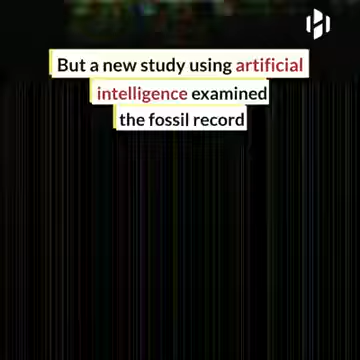 But a new study using artificial
intelligence examined
the fossil record